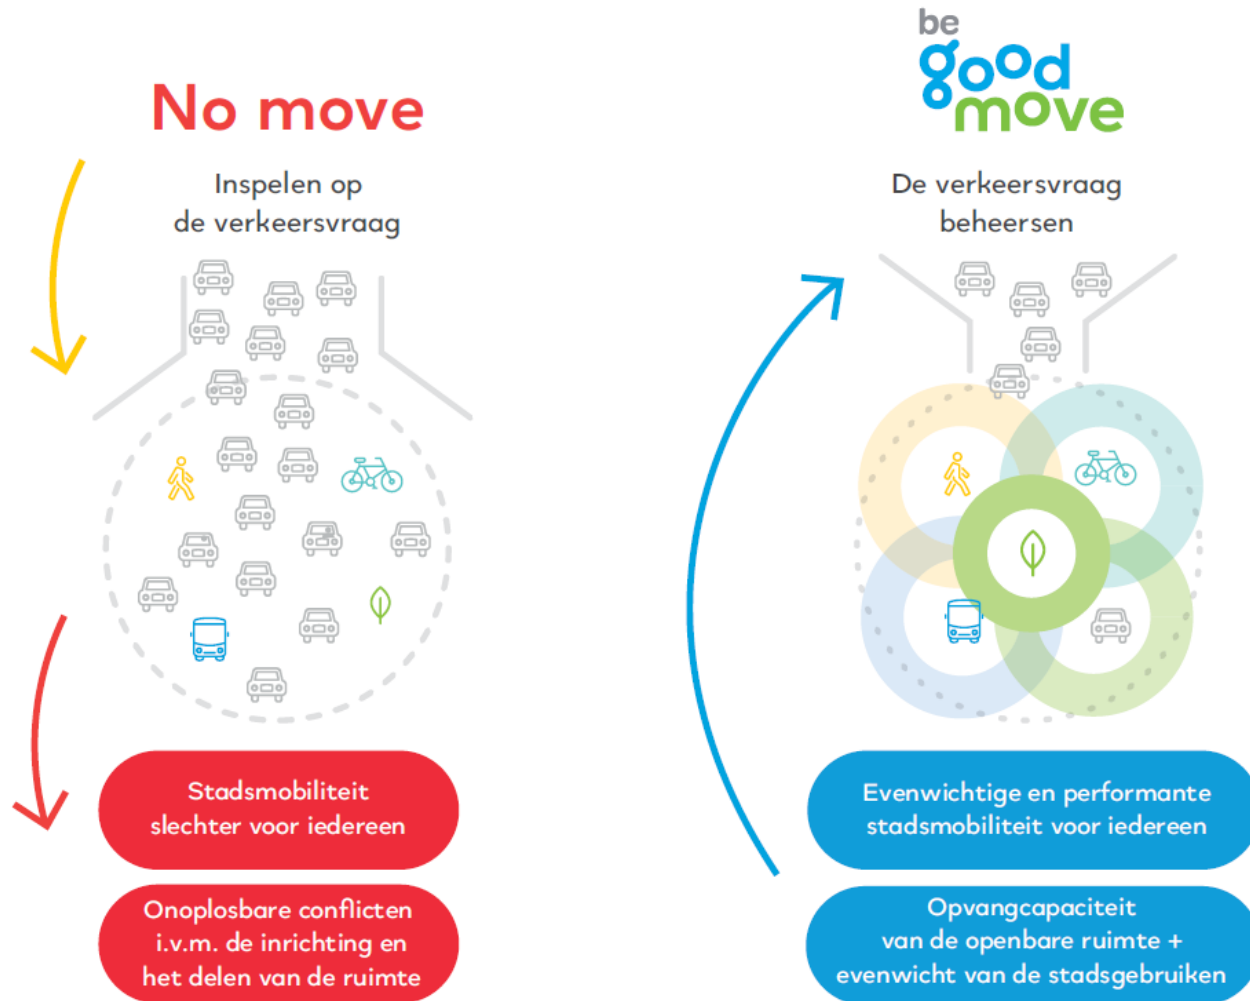 No move
Inspelen op
de verkeersvraag
Stadsmobiliteit
slechter voor iedereen
Onoplosbare conflicten
i.v.m. de inrichting en
het delen van de ruimte
be
good
move
De verkeersvraag
beheersen
Evenwichtige en performante
stadsmobiliteit voor iedereen
Opvangcapaciteit
van de openbare ruimte +
evenwicht van de stadsgebruiken